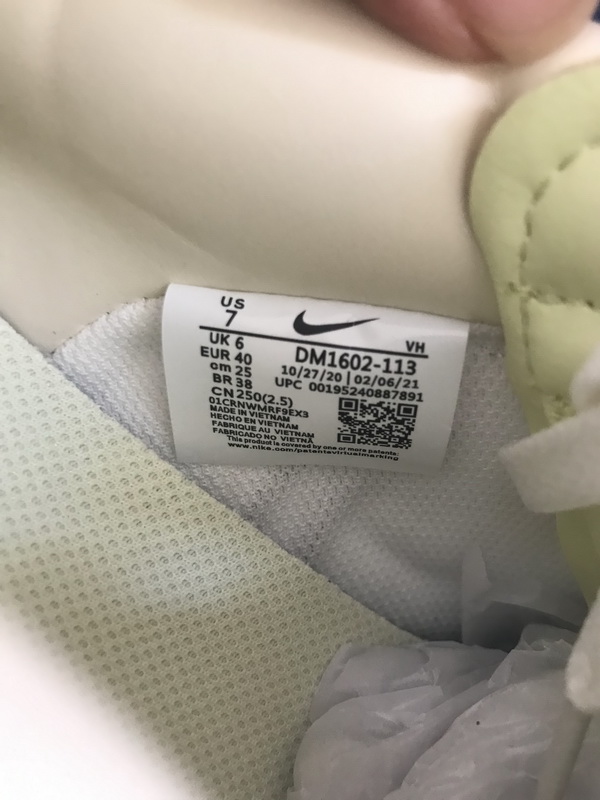 US
7
VH
UK 6
DM1602-113
EUR 40
10/27/20 | 02/06/21
cm 25
UPC 00195240887891
BR 38
CN 250(2.5)
01CRNWMRF9EX3
MADE IN VIETNAM
HECHO EN VIETNAM
FABRIQUE AU VIETNAM
FABRICADO NO VIETNÃ
This product is covered by one or more patents.
www.nike.com/patentsvirtualmarking